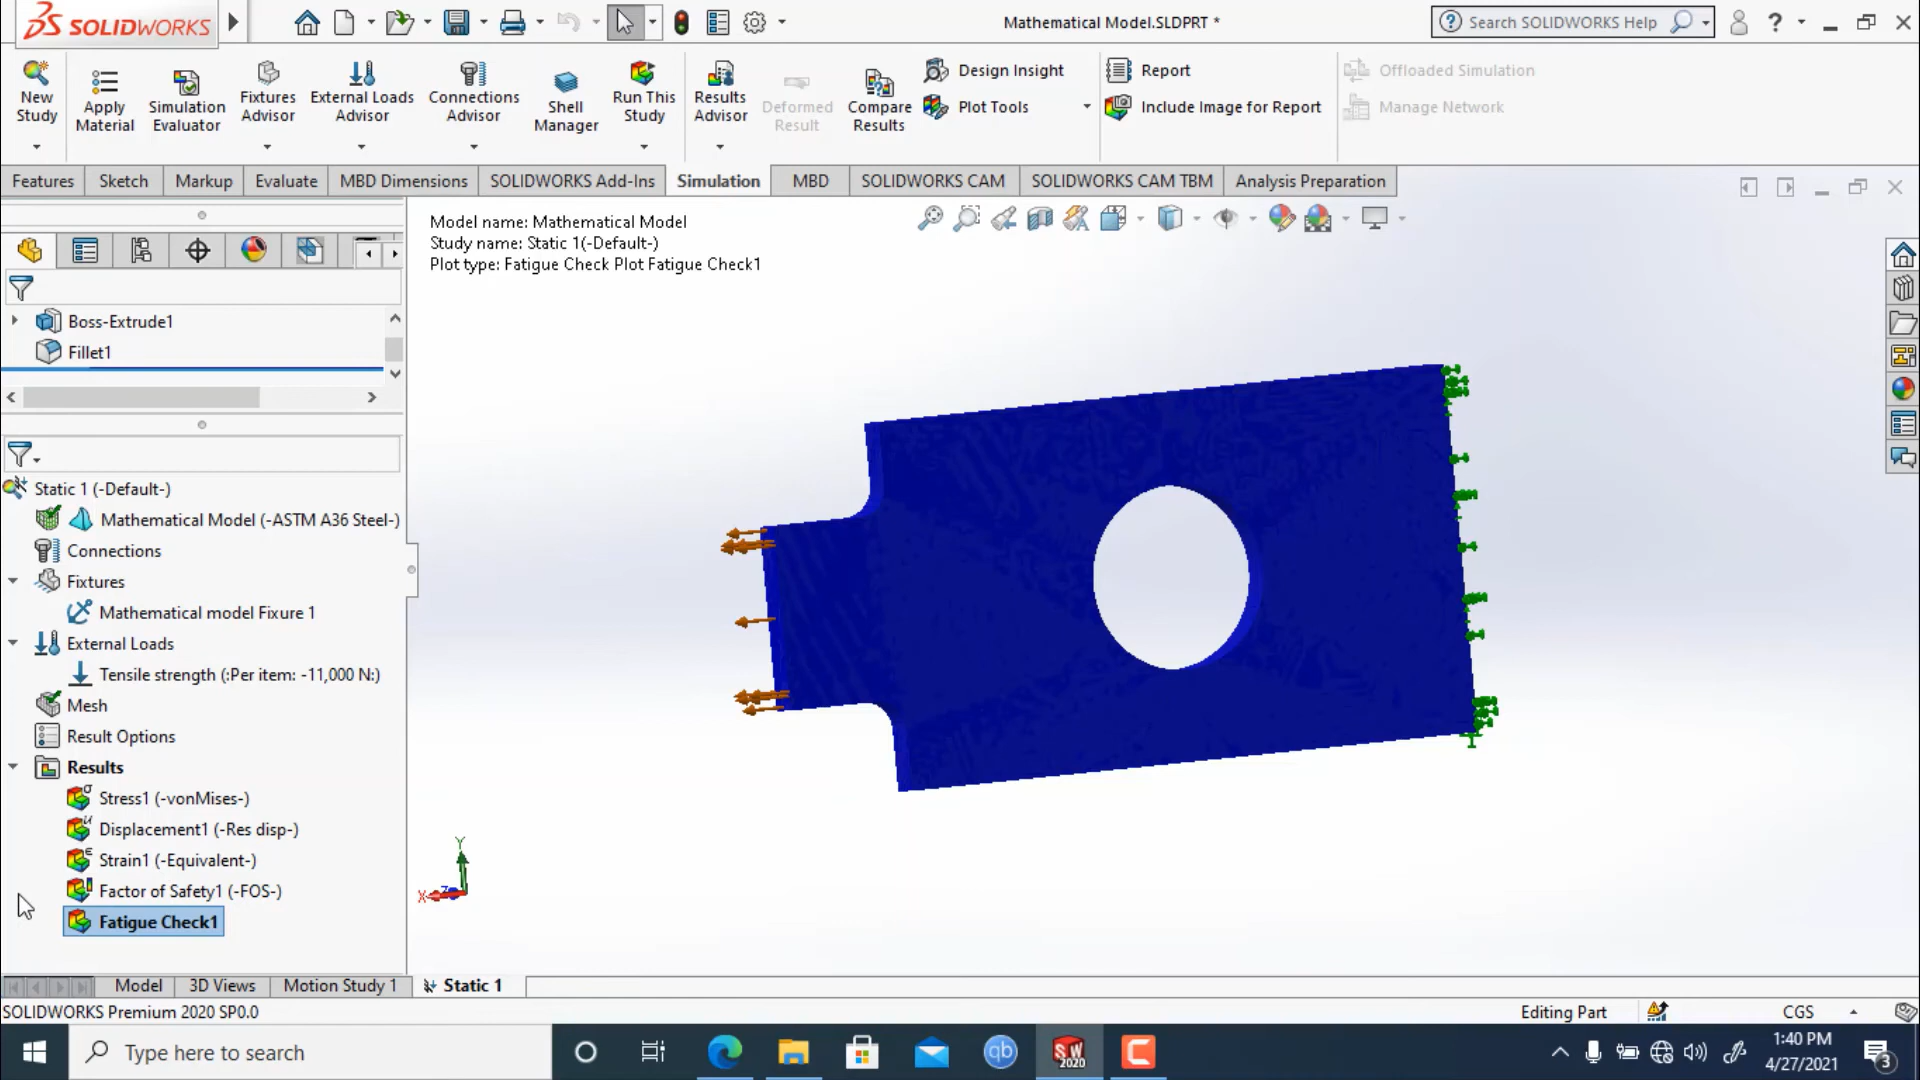 SOLIDWORKS
Mathematical Model.SLDPRT *
Search SOLIDWORKS Help
New Study
Apply Material
Simulation Evaluator
Fixtures Advisor
External Loads Advisor
Connections Advisor
Shell Manager
Run This Study
Results Advisor
Deformed Result
Compare Results
Design Insight
Plot Tools
Report
Include Image for Report
Offloaded Simulation
Manage Network
Features
Sketch
Markup
Evaluate
MBD Dimensions
SOLIDWORKS Add-Ins
Simulation
MBD
SOLIDWORKS CAM
SOLIDWORKS CAM TBM
Analysis Preparation
Model name: Mathematical Model
Study name: Static 1(-Default-)
Plot type: Fatigue Check Plot Fatigue Check1
Boss-Extrude1
Fillet1
Static 1 (-Default-)
Mathematical Model (-ASTM A36 Steel-)
Connections
Fixtures
Mathematical model Fixure 1
External Loads
Tensile strength (:Per item: -11,000 N:)
Mesh
Result Options
Results
Stress1 (-vonMises-)
Displacement1 (-Res disp-)
Strain1 (-Equivalent-)
Factor of Safety1 (-FOS-)
Fatigue Check1
Y
X
Z
Model
3D Views
Motion Study 1
Static 1
SOLIDWORKS Premium 2020 SP0.0
Editing Part
CGS
Type here to search
qb
SW
2020
1:40 PM
4/27/2021
3